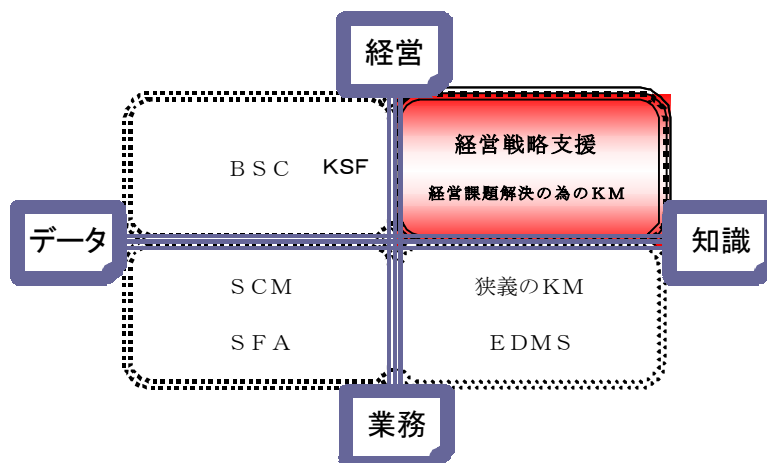 経営
経営戦略支援
ＢＳＣ KSF
経営課題解決の為のＫＭ
データ
知識
ＳＣＭ
狭義のＫＭ
ＳＦＡ
ＥＤＭＳ
業務